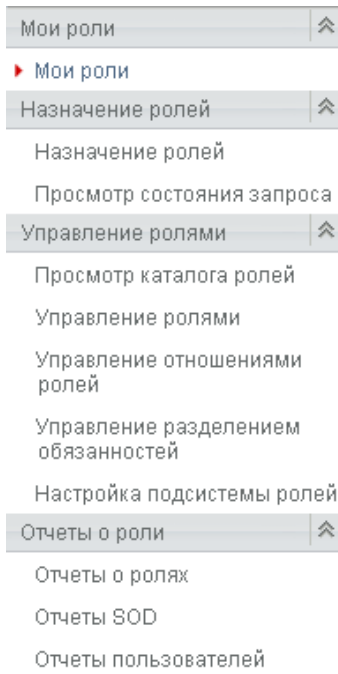 Мои роли
Мои роли
Назначение ролей
Назначение ролей
Просмотр состояния запроса
Управление ролями
Просмотр каталога ролей
Управление ролями
Управление отношениями
ролей
Управление разделением
обязанностей
Настройка подсистемы ролей
Отчеты о роли
Отчеты о ролях
Отчеты SOD
Отчеты пользователей